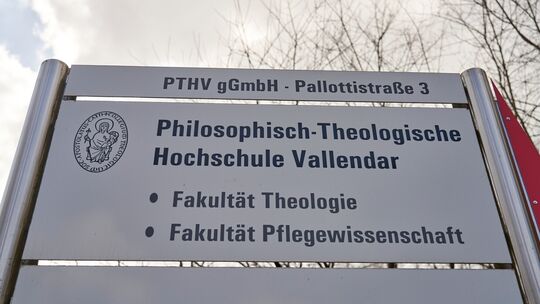 PTHV gGmbH - Pallottistraße 3
Philosophisch-Theologische
Hochschule Vallendar
• Fakultät Theologie
• Fakultät Pflegewissenschaft